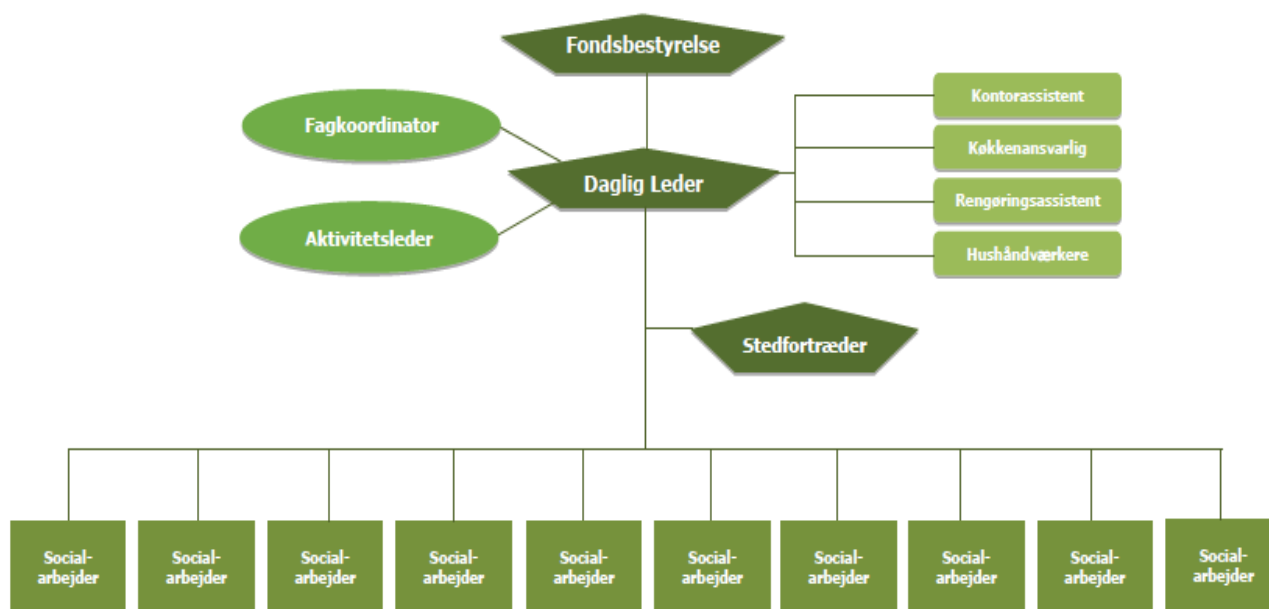 Fondsbestyrelse
Fagkoordinator
Kontorassistent
Køkkenansvarlig
Daglig Leder
Rengøringsassistent
Aktivitetsleder
Hushåndværkere
Stedfortræder
Social-
arbejder
Social-
arbejder
Social-
arbejder
Social-
arbejder
Social-
arbejder
Social-
arbejder
Social-
arbejder
Social-
arbejder
Social-
arbejder
Social-
arbejder